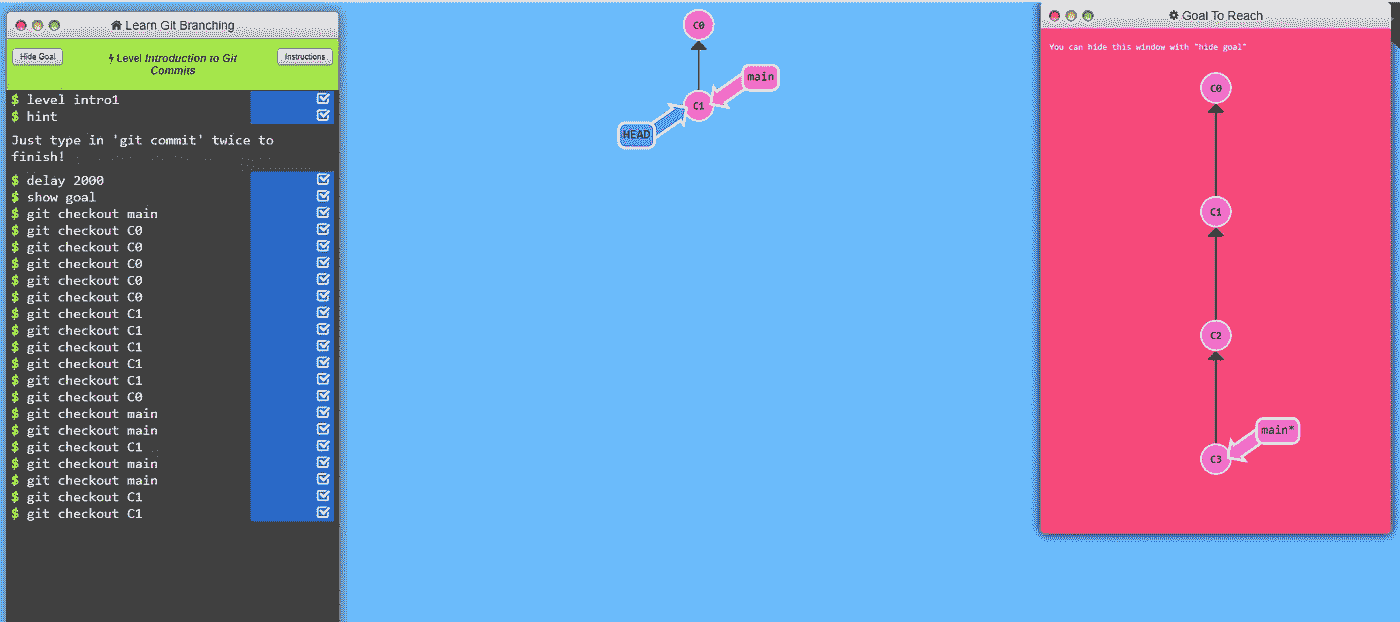 Learn Git Branching
Hide Goal
Level Introduction to Git
Commits
Instructions
$ level intro1
$ hint
Just type in 'git commit' twice to
finish!
$ delay 2000
$ show goal
$ git checkout main
$ git checkout C0
$ git checkout C0
$ git checkout C0
$ git checkout C0
$ git checkout C0
$ git checkout C1
$ git checkout C1
$ git checkout C1
$ git checkout C1
$ git checkout C1
$ git checkout C0
$ git checkout main
$ git checkout main
$ git checkout C1
$ git checkout main
$ git checkout main
$ git checkout C1
$ git checkout C1
C0
main
C1
HEAD
Goal To Reach
You can hide this window with "hide goal"
C0
C1
C2
main*
C3